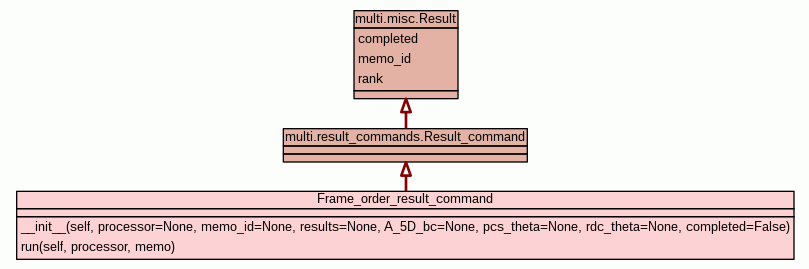 multi.misc.Result
completed
memo_id
rank
multi.result_commands.Result_command
Frame_order_result_command
__init__(self, processor=None, memo_id=None, results=None, A_5D_bc=None, pcs_theta=None, rdc_theta=None, completed=False)
run(self, processor, memo)